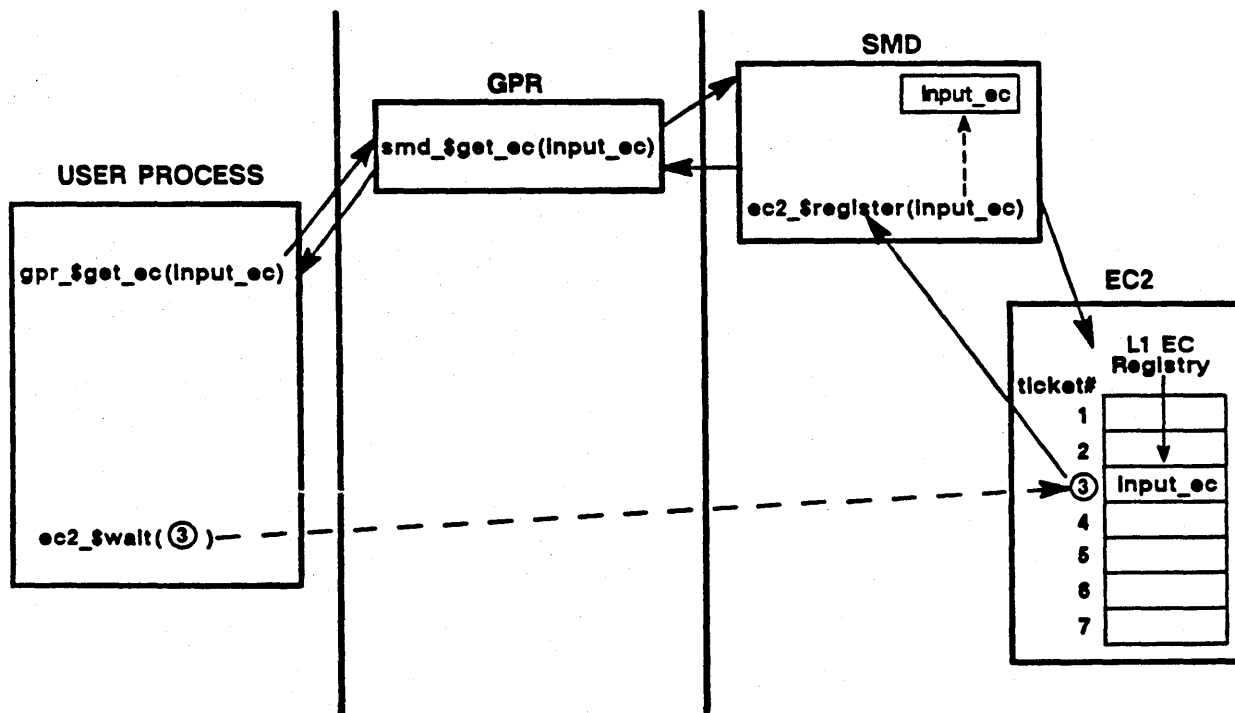 SMD
GPR
input_ec
smd_$get_ec(input_ec)
USER PROCESS
ec2_$register(input_ec)
gpr_$get_ec(input_ec)
EC2
L1 EC
Registry
ticket#
1
2
3 input_ec
4
5
6
7
ec2_$wait(3)